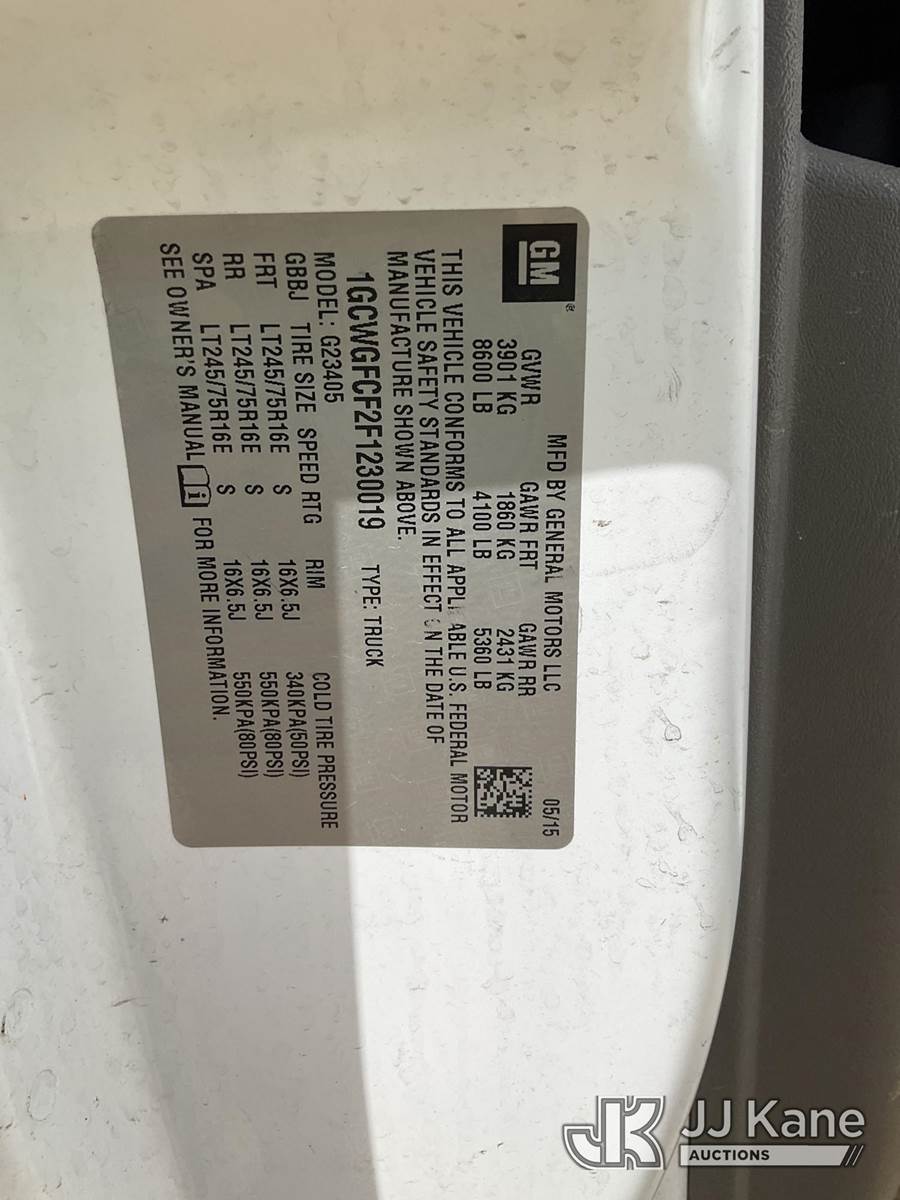 GM®
MFD BY GENERAL MOTORS LLC 05/15
GVWR GAWR FRT GAWR RR
3901 KG 1860 KG 2431 KG
8600 LB 4100 LB 5360 LB
THIS VEHICLE CONFORMS TO ALL APPLICABLE U.S. FEDERAL MOTOR
VEHICLE SAFETY STANDARDS IN EFFECT ON THE DATE OF
MANUFACTURE SHOWN ABOVE.
1GCWGFCF2F1230019 TYPE: TRUCK
MODEL: G23405
GBBJ TIRE SIZE SPEED RTG RIM COLD TIRE PRESSURE
FRT LT245/75R16E S 16X6.5J 340KPA(50PSI)
RR LT245/75R16E S 16X6.5J 550KPA(80PSI)
SPA LT245/75R16E S 16X6.5J 550KPA(80PSI)
SEE OWNER'S MANUAL FOR MORE INFORMATION.
JK JJ Kane
AUCTIONS